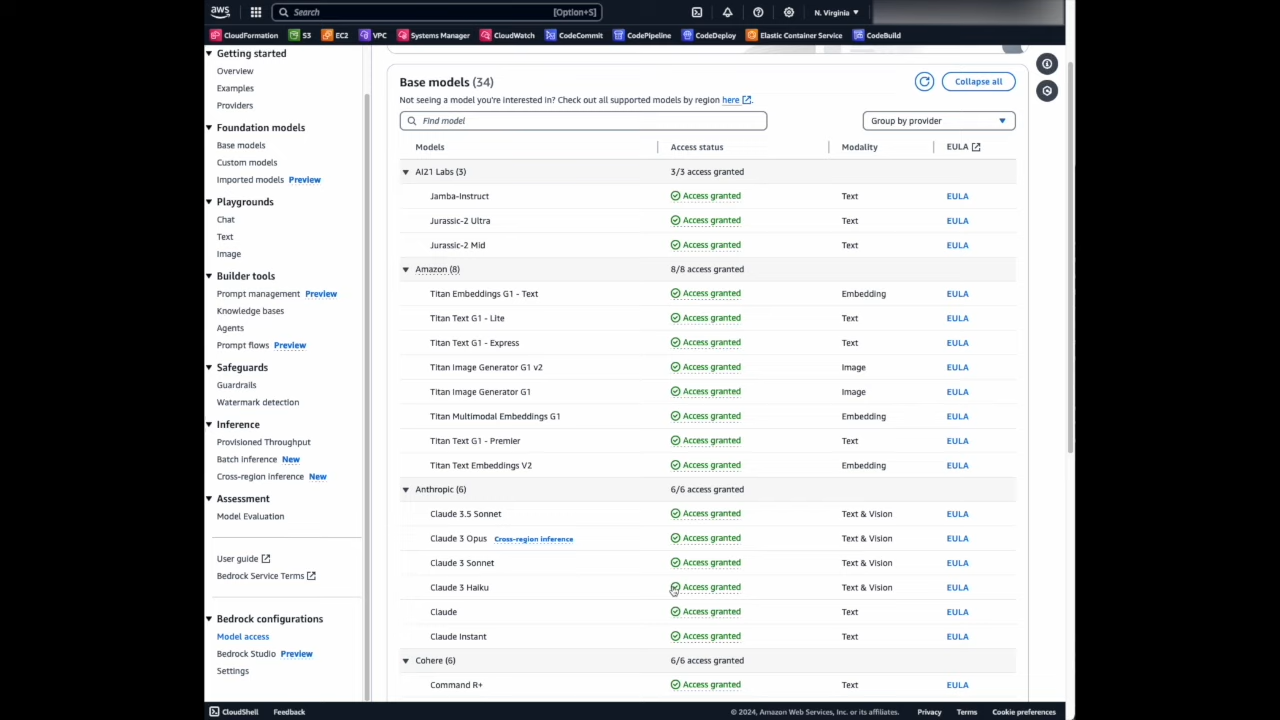 aws
Search [Option+S]
N. Virginia
CloudFormation S3 EC2 VPC Systems Manager CloudWatch CodeCommit CodePipeline CodeDeploy Elastic Container Service CodeBuild
Getting started
Overview
Examples
Providers
Foundation models
Base models
Custom models
Imported models Preview
Playgrounds
Chat
Text
Image
Builder tools
Prompt management Preview
Knowledge bases
Agents
Prompt flows Preview
Safeguards
Guardrails
Watermark detection
Inference
Provisioned Throughput
Batch Inference New
Cross-region inference New
Assessment
Model Evaluation
User guide
Bedrock Service Terms
Bedrock configurations
Model access
Bedrock Studio Preview
Settings
Base models (34)
Collapse all
Not seeing a model you're interested in? Check out all supported models by region here.
Find model
Group by provider
Models Access status Modality EULA
AI21 Labs (3) 3/3 access granted
Jamba-Instruct Access granted Text EULA
Jurassic-2 Ultra Access granted Text EULA
Jurassic-2 Mid Access granted Text EULA
Amazon (8) 8/8 access granted
Titan Embeddings G1 - Text Access granted Embedding EULA
Titan Text G1 - Lite Access granted Text EULA
Titan Text G1 - Express Access granted Text EULA
Titan Image Generator G1 v2 Access granted Image EULA
Titan Image Generator G1 Access granted Image EULA
Titan Multimodal Embeddings G1 Access granted Embedding EULA
Titan Text G1 - Premier Access granted Text EULA
Titan Text Embeddings V2 Access granted Embedding EULA
Anthropic (6) 6/6 access granted
Claude 3.5 Sonnet Access granted Text & Vision EULA
Claude 3 Opus Cross-region inference Access granted Text & Vision EULA
Claude 3 Sonnet Access granted Text & Vision EULA
Claude 3 Haiku Access granted Text & Vision EULA
Claude Access granted Text EULA
Claude Instant Access granted Text EULA
Cohere (6) 6/6 access granted
Command R+ Access granted Text EULA
CloudShell Feedback © 2024, Amazon Web Services, Inc. or its affiliates. Privacy Terms Cookie preferences